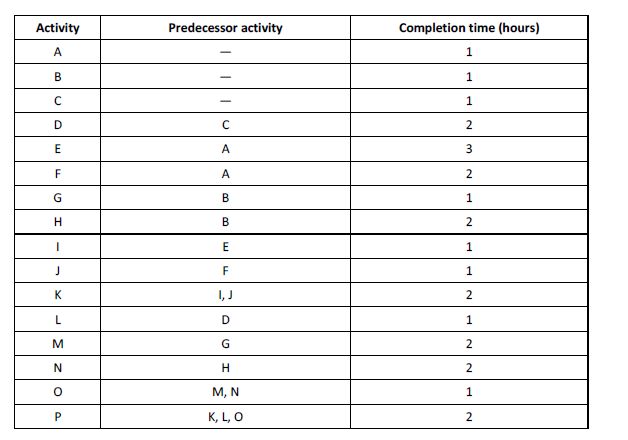 Activity Predecessor activity Completion time (hours)
A — 1
B — 1
C — 1
D C 2
E A 3
F A 2
G B 1
H B 2
I E 1
J F 1
K I, J 2
L D 1
M G 2
N H 2
O M, N 1
P K, L, O 2